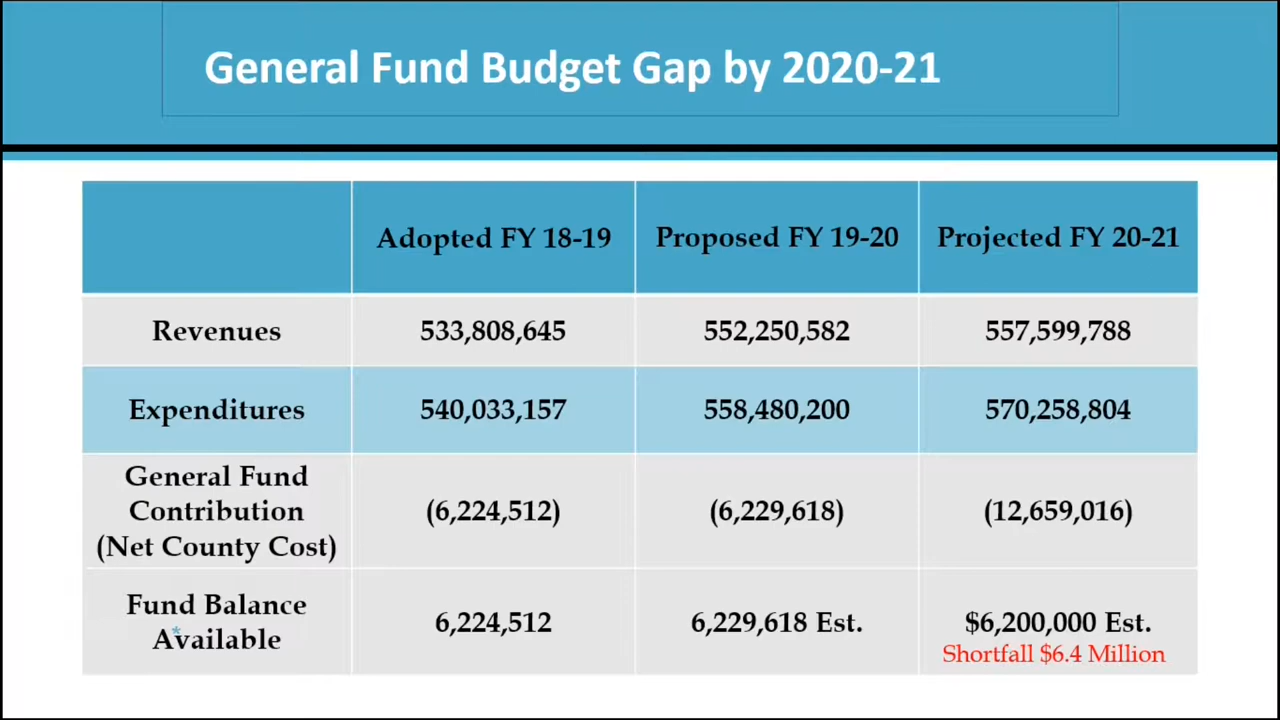 General Fund Budget Gap by 2020-21
Adopted FY 18-19 Proposed FY 19-20 Projected FY 20-21
Revenues 533,808,645 552,250,582 557,599,788
Expenditures 540,033,157 558,480,200 570,258,804
General Fund
Contribution (6,224,512) (6,229,618) (12,659,016)
(Net County Cost)
Fund Balance
Available 6,224,512 6,229,618 Est. $6,200,000 Est.
*
Shortfall $6.4 Million